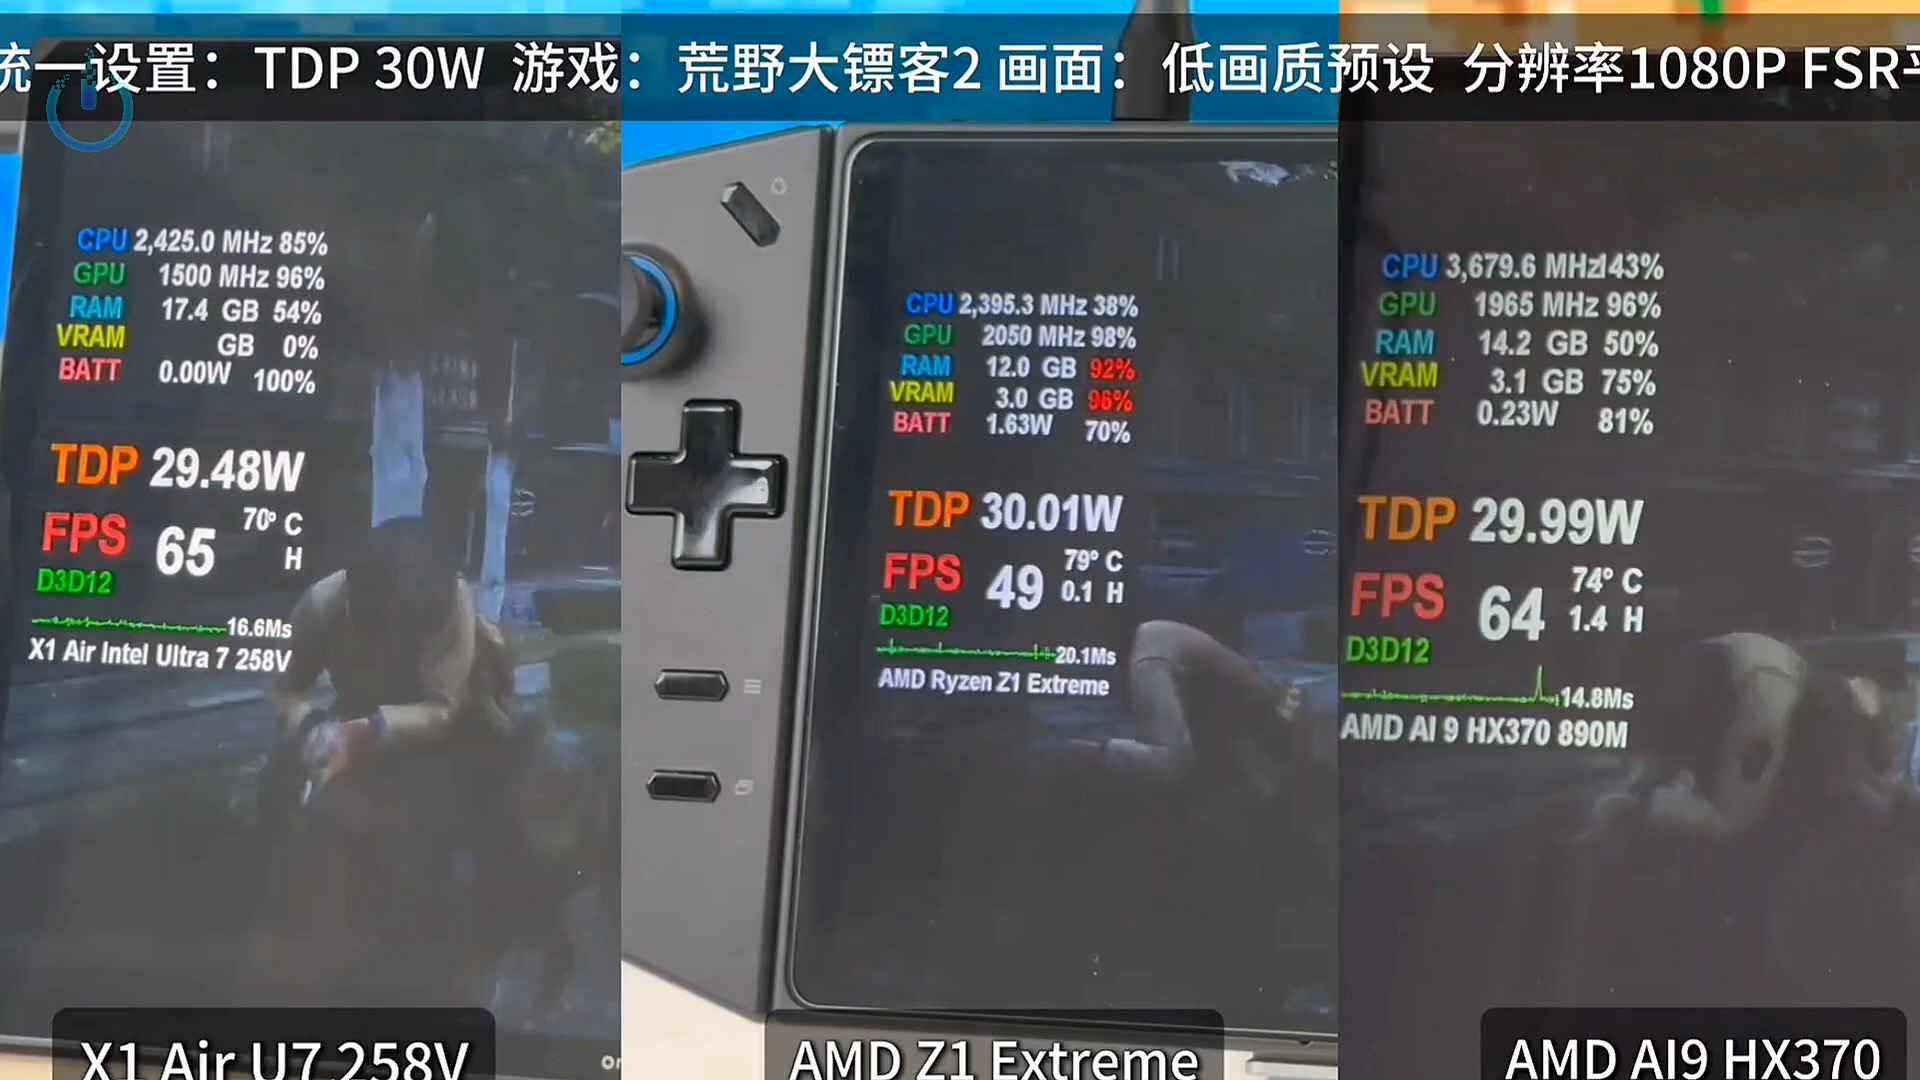 统一设置：TDP 30W 游戏：荒野大镖客2 画面：低画质预设 分辨率1080P FSR平
CPU 2,425.0 MHz 85%
GPU 1500 MHz 96%
RAM 17.4 GB 54%
VRAM GB 0%
BATT 0.00W 100%
TDP 29.48W
FPS 65 70° C
H
D3D12
16.6Ms
X1 Air Intel Ultra 7 258V
X1 Air U7 258V
CPU 2,395.3 MHz 38%
GPU 2050 MHz 98%
RAM 12.0 GB 92%
VRAM 3.0 GB 96%
BATT 1.63W 70%
TDP 30.01W
FPS 49 79° C
0.1 H
D3D12
20.1Ms
AMD Ryzen Z1 Extreme
AMD Z1 Extreme
CPU 3,679.6 MHz 143%
GPU 1965 MHz 96%
RAM 14.2 GB 50%
VRAM 3.1 GB 75%
BATT 0.23W 81%
TDP 29.99W
FPS 64 74° C
1.4 H
D3D12
14.8Ms
AMD AI 9 HX370 890M
AMD AI9 HX370